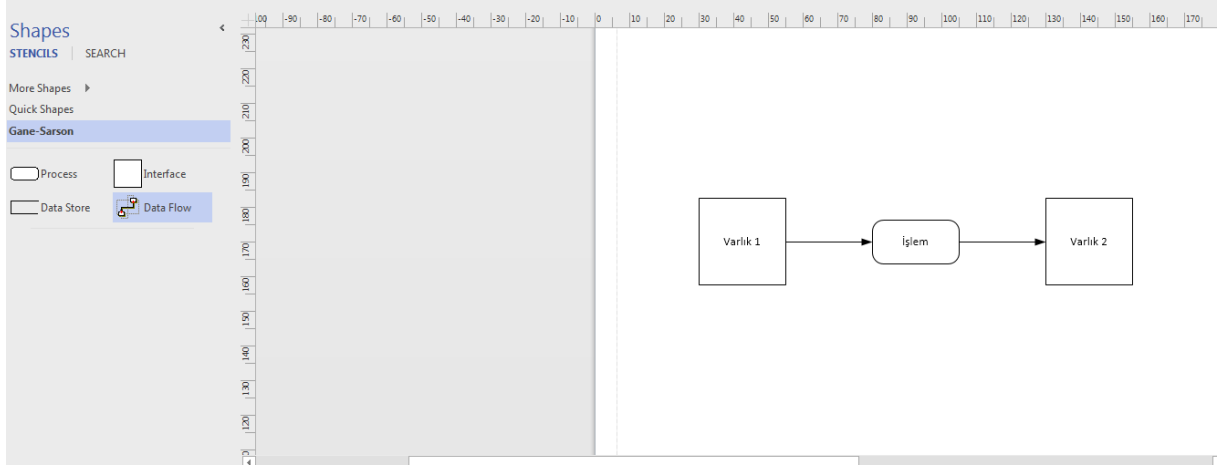 Shapes
STENCILS SEARCH
More Shapes
Quick Shapes
Gane-Sarson
Process Interface
Data Store Data Flow
-90 -80 -70 -60 -50 -40 -30 -20 -10 0 10 20 30 40 50 60 70 80 90 100 110 120 130 140 150 160 170
230
220
210
200
190
180
170
160
150
140
130
120
Varlık 1 İşlem Varlık 2